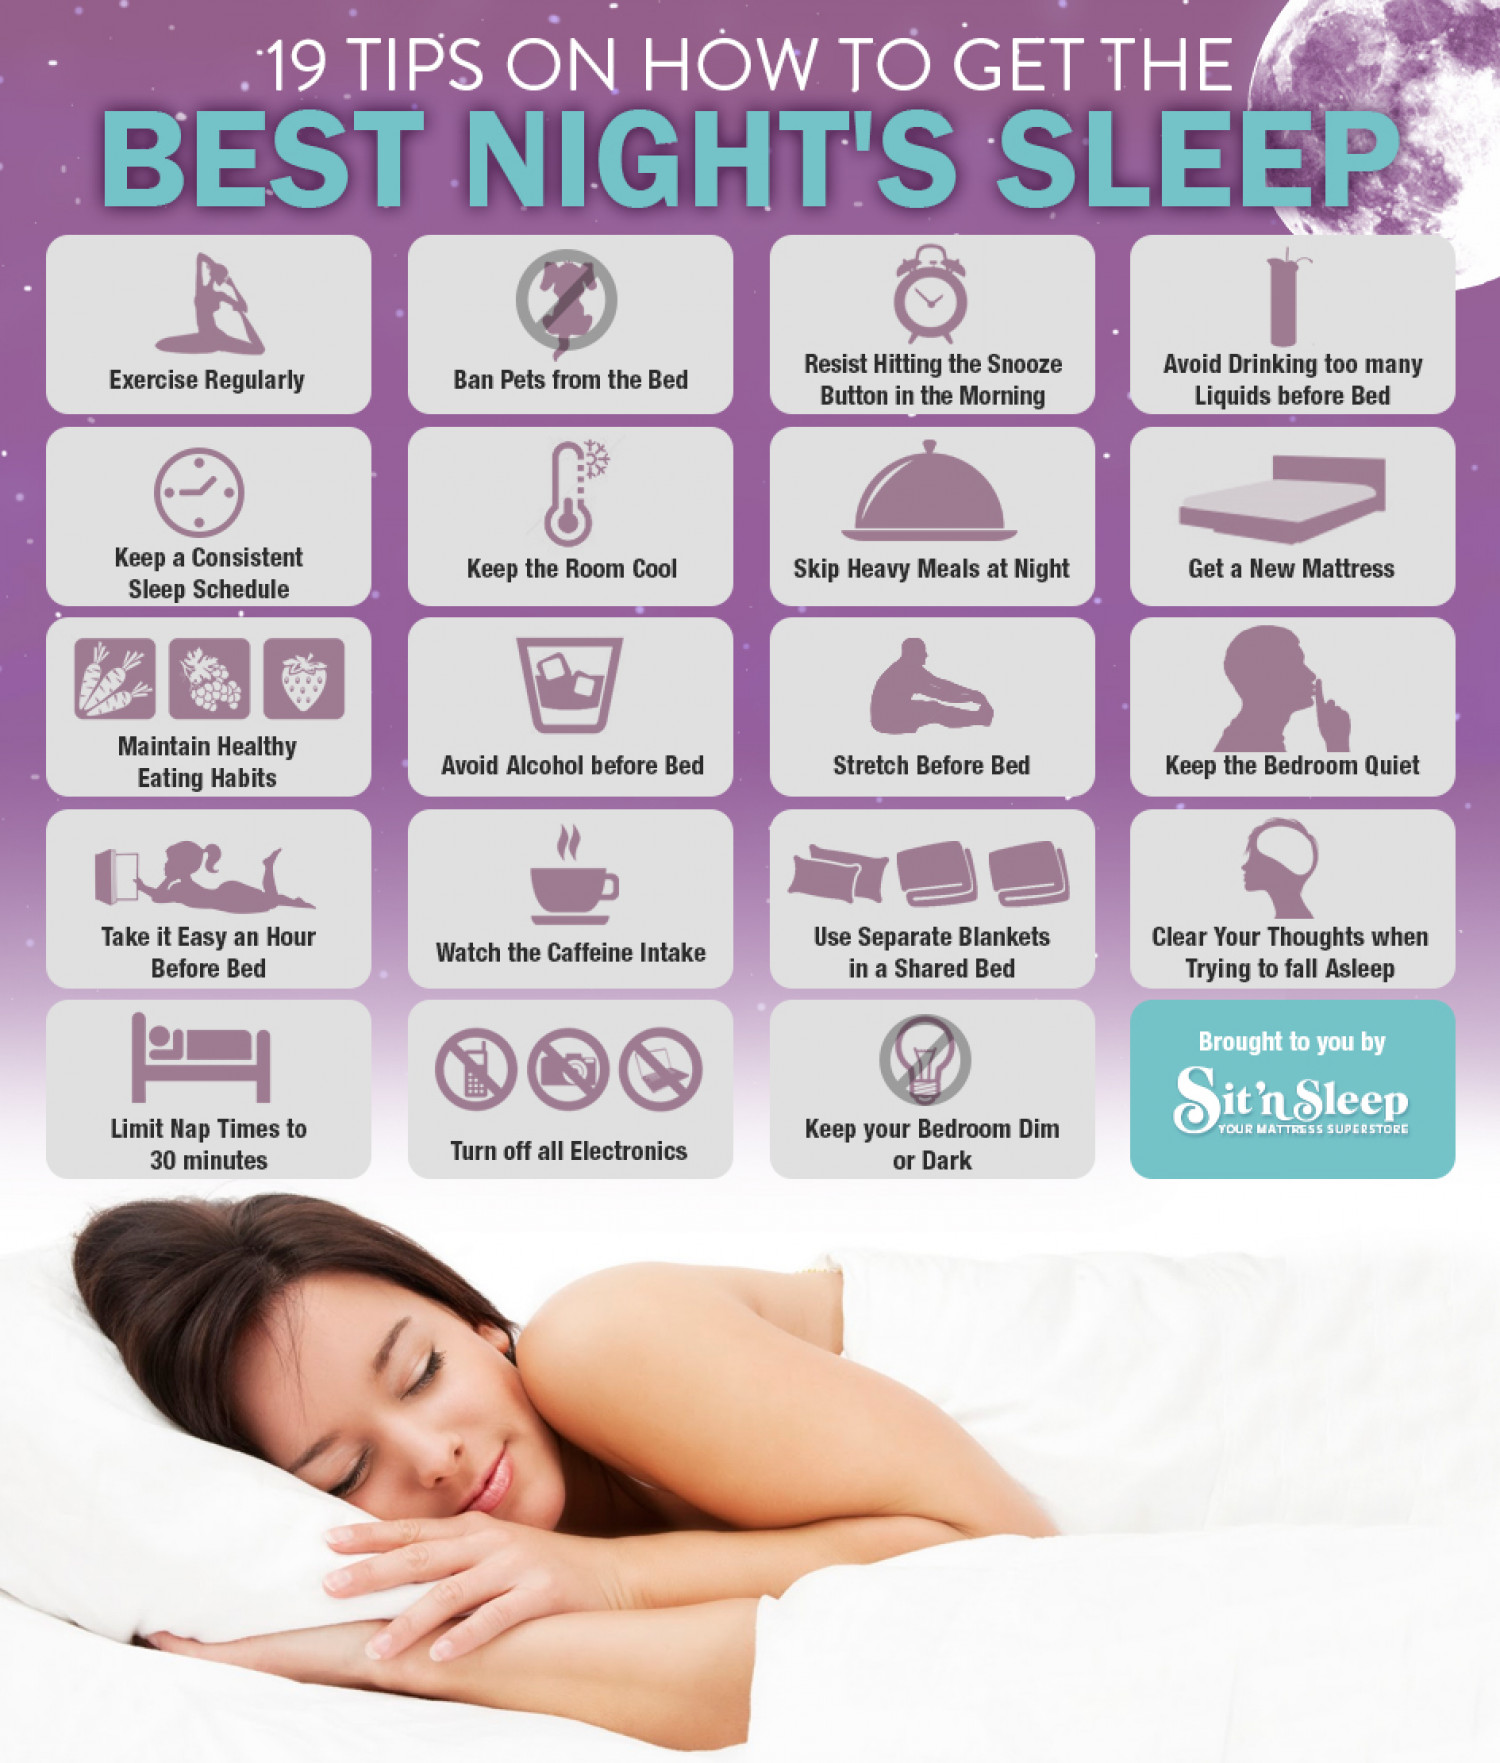 19 TIPS ON HOW TO GET THE
BEST NIGHT'S SLEEP
Exercise Regularly
Ban Pets from the Bed
Resist Hitting the Snooze
Button in the Morning
Avoid Drinking too many
Liquids before Bed
Keep a Consistent
Sleep Schedule
Keep the Room Cool
Skip Heavy Meals at Night
Get a New Mattress
Maintain Healthy
Eating Habits
Avoid Alcohol before Bed
Stretch Before Bed
Keep the Bedroom Quiet
Take it Easy an Hour
Before Bed
Watch the Caffeine Intake
Use Separate Blankets
in a Shared Bed
Clear Your Thoughts when
Trying to fall Asleep
Limit Nap Times to
30 minutes
Turn off all Electronics
Keep your Bedroom Dim
or Dark
Brought to you by
Sit'n Sleep
YOUR MATTRESS SUPERSTORE